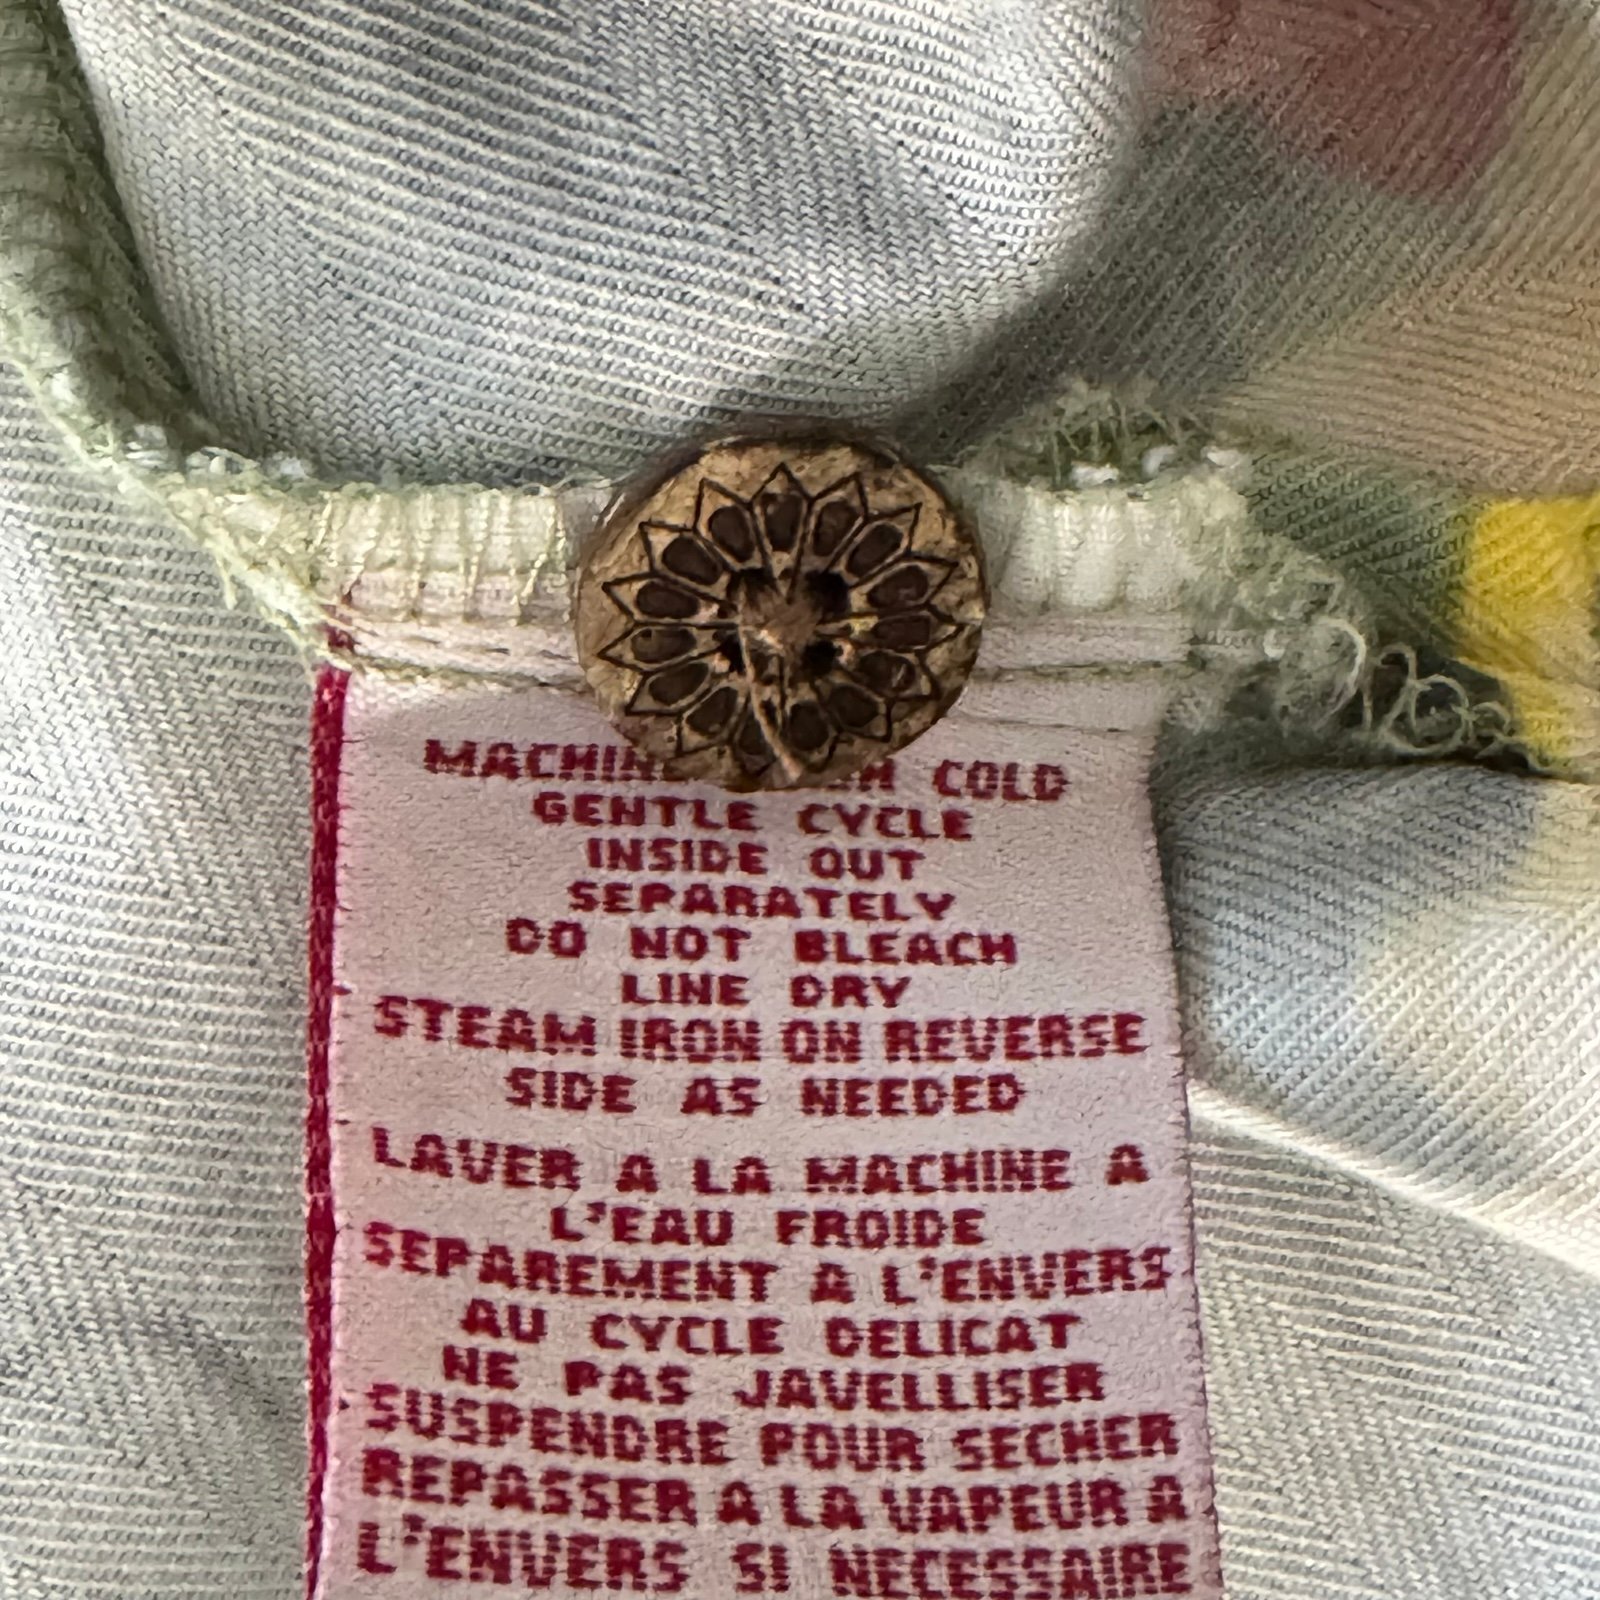 MACHINE COLD
GENTLE CYCLE
INSIDE OUT
SEPARATELY
DO NOT BLEACH
LINE DRY
STEAM IRON ON REVERSE
SIDE AS NEEDED
LAVER A LA MACHINE A
L'EAU FROIDE
SEPAREMENT A L'ENVERS
AU CYCLE DELICAT
NE PAS JAVELLISER
SUSPENDRE POUR SECHER
REPASSER A LA VAPEUR A
L'ENVERS SI NECESSAIRE